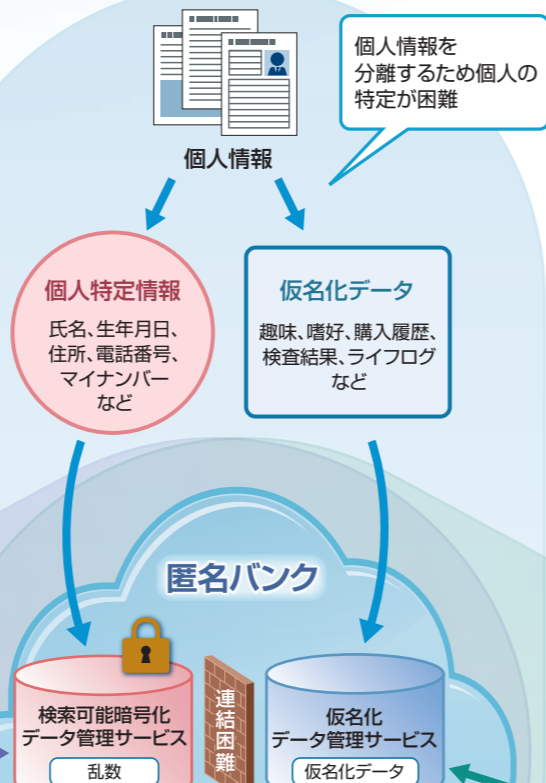 個人情報を
分離するため個人の
特定が困難
個人情報
個人特定情報
氏名、生年月日、
住所、電話番号、
マイナンバー
など
仮名化データ
趣味、嗜好、購入履歴、
検査結果、ライフログ
など
匿名バンク
検索可能暗号化
データ管理サービス
乱数
連結困難
仮名化
データ管理サービス
仮名化データ